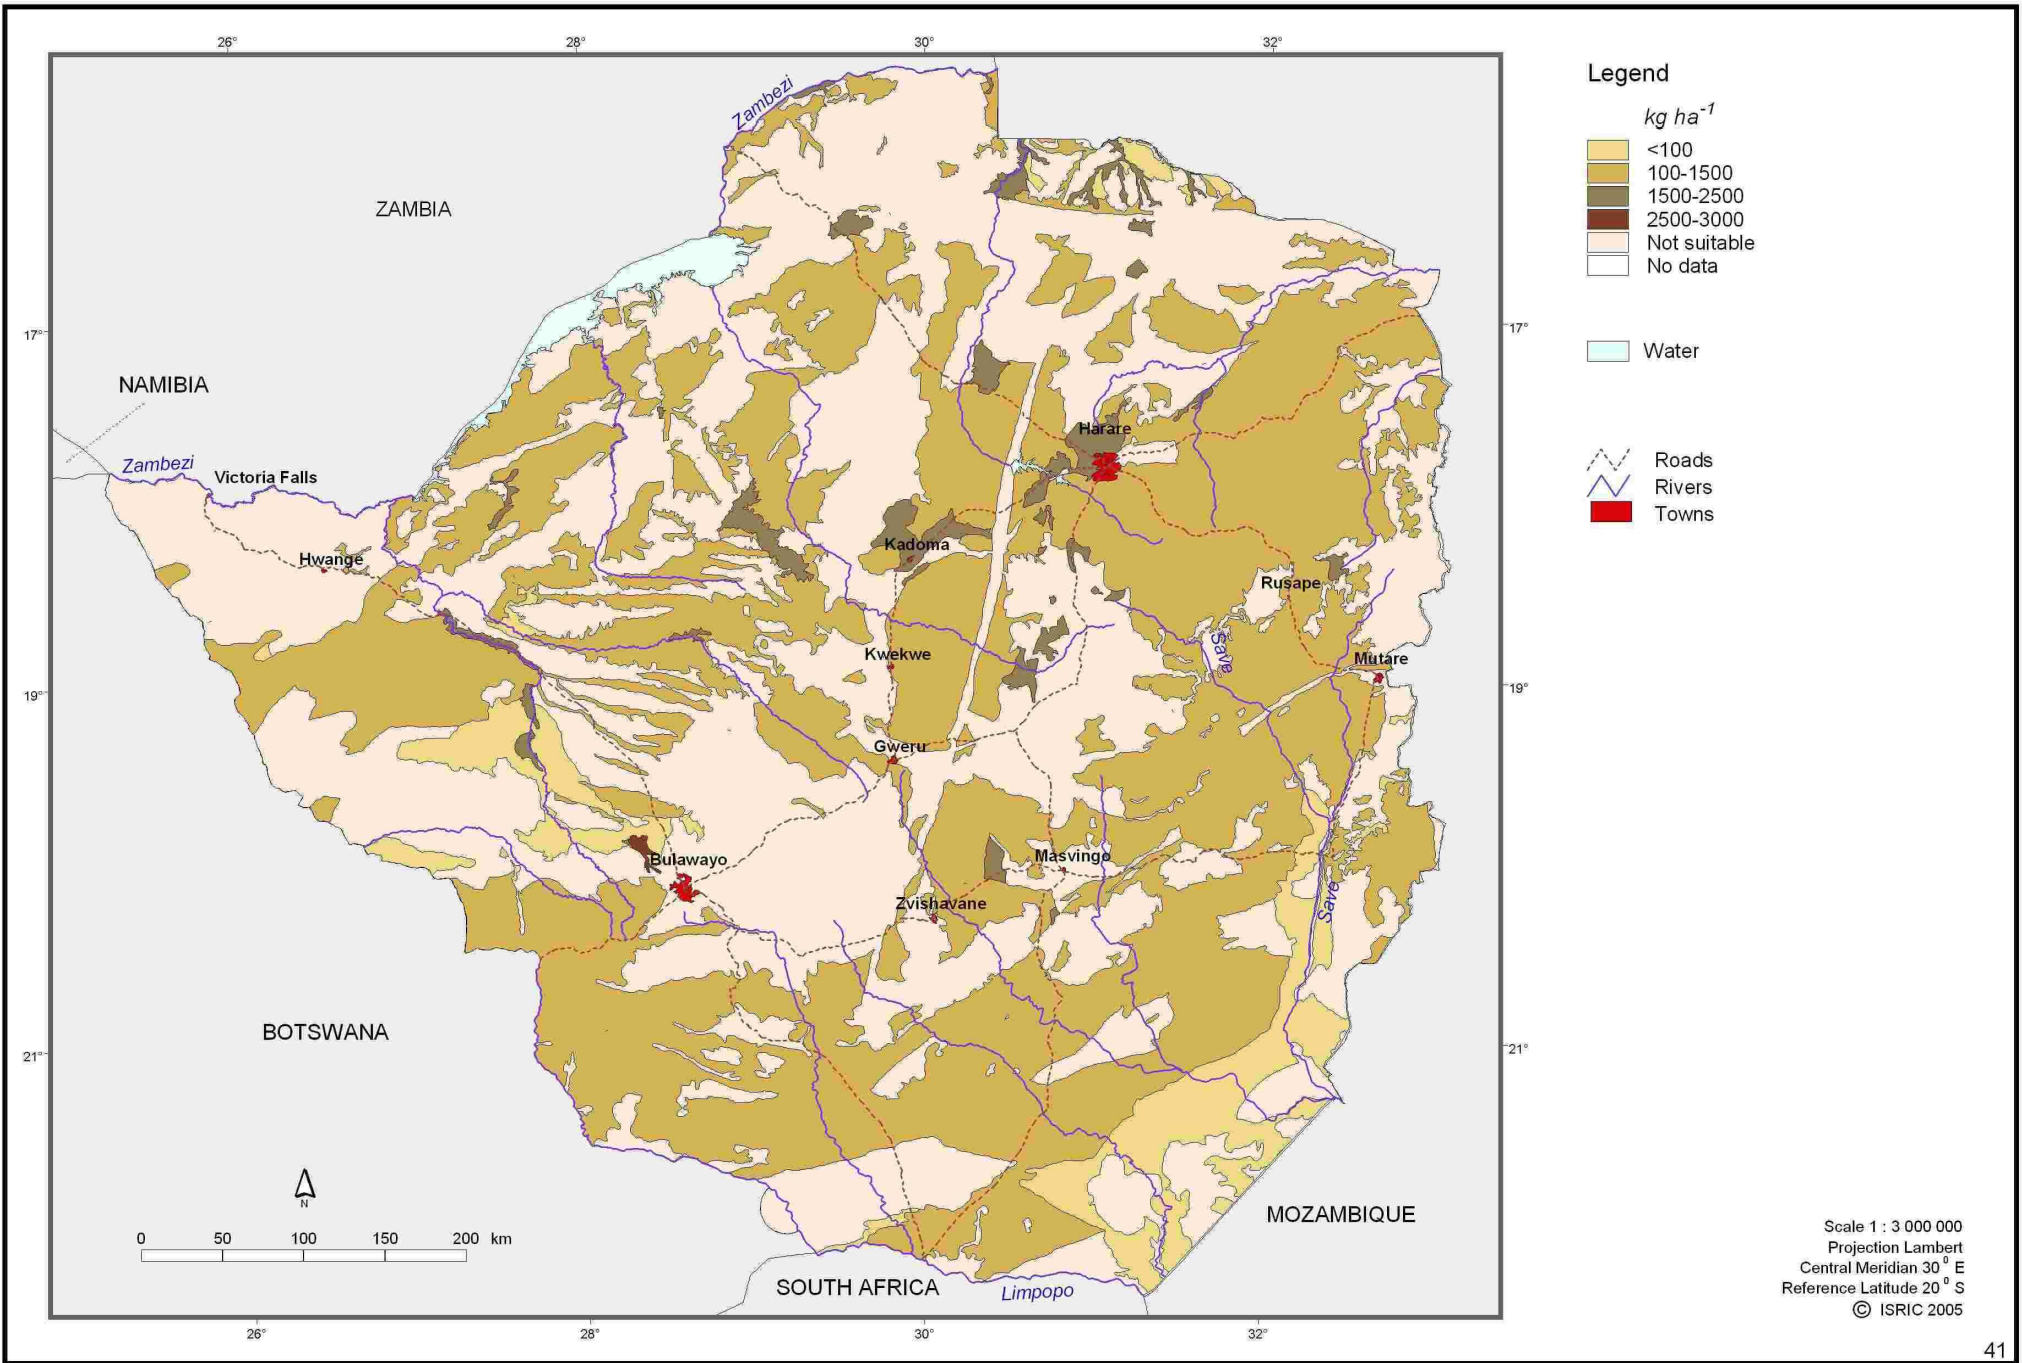 26°
28°
30°
32°
Legend
kg ha⁻¹
<100
100-1500
1500-2500
2500-3000
Not suitable
No data
Water
Roads
Rivers
Towns
Zambezi
ZAMBIA
17°
17°
NAMIBIA
Harare
Zambezi
Victoria Falls
Kadoma
Hwange
Rusape
Save
Kwekwe
Mutare
19°
19°
Gweru
Bulawayo
Masvingo
Zvishavane
Save
BOTSWANA
21°
21°
N
MOZAMBIQUE
0 50 100 150 200 km
SOUTH AFRICA
Limpopo
Scale 1 : 3 000 000
Projection Lambert
Central Meridian 30° E
Reference Latitude 20° S
© ISRIC 2005
26°
28°
30°
32°
41